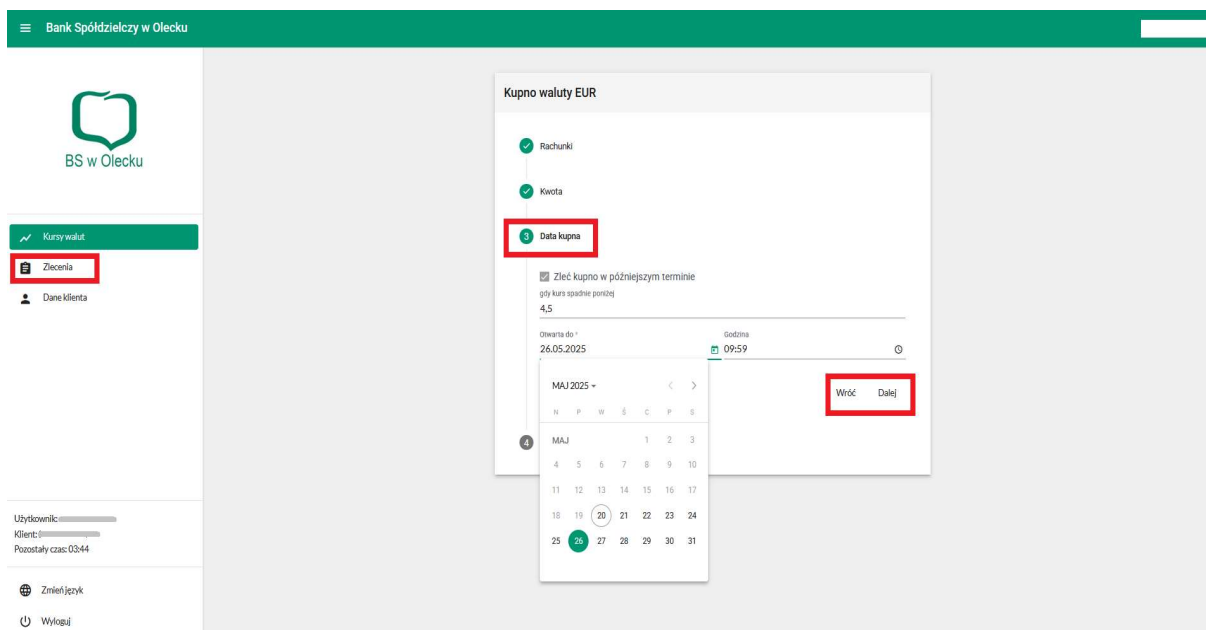 Bank Spółdzielczy w Olecku
BS w Olecku
Kursy walut
Zlecenia
Dane klienta
Użytkownik:
Klient:
Pozostały czas: 03:44
Zmień język
Wyloguj
Kupno waluty EUR
Rachunki
Kwota
3 Data kupna
Zleć kupno w późniejszym terminie
gdy kurs spadnie poniżej
4,5
Otwarta do * Godzina
26.05.2025 09:59
MAJ 2025
N P W Ś C P S
MAJ 1 2 3
4 5 6 7 8 9 10
11 12 13 14 15 16 17
18 19 20 21 22 23 24
25 26 27 28 29 30 31
Wróć Dalej
4